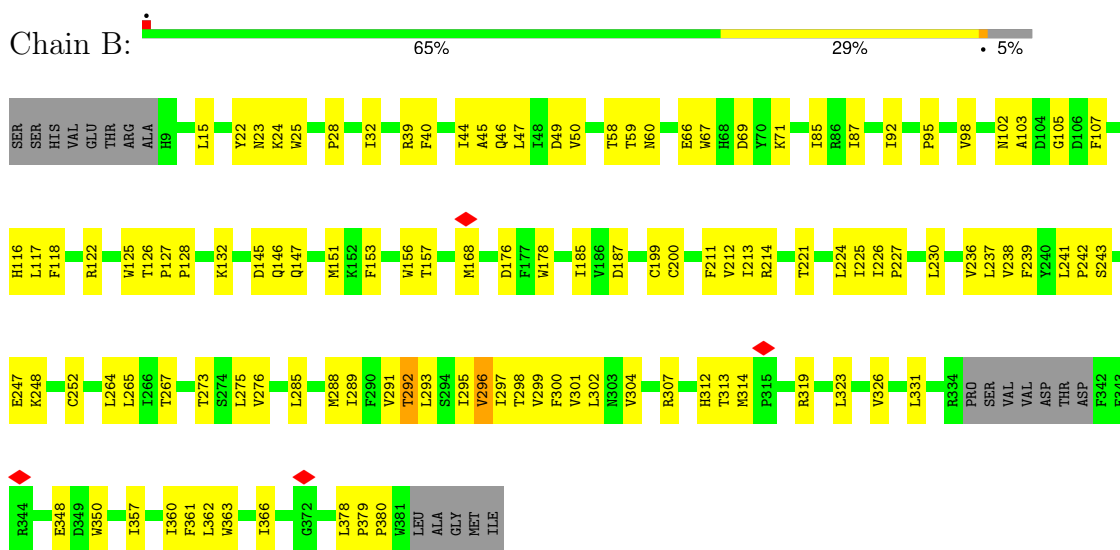 Chain B:
65% 29% • 5%
SER SER HIS VAL GLU THR ARG ALA H9 L15 Y22 N23 K24 W25 P28 I32 R39 F40 I44 A45 Q46 L47 I48 D49 V50 T58 T59 N60 E66 W67 H68 D69 Y70 K71 I85 R86 I87 I92 P95 V98 N102 A103 D104 G105 D106 F107
H116 L117 F118 R122 W125 T126 P127 P128 K132 D145 Q146 Q147 M151 K152 F153 W156 T157 M168 D176 F177 W178 I185 V186 D187 C199 C200 F211 V212 I213 R214 T221 L224 I225 I226 P227 L230 V236 L237 V238 F239 Y240 L241 P242 S243
E247 K248 C252 L264 L265 I266 T267 T273 S274 L275 V276 L285 M288 I289 F290 V291 T292 L293 S294 I295 V296 I297 T298 V299 F300 V301 L302 N303 V304 R307 H312 T313 M314 P315 R319 L323 V326 L331 R334 PRO SER VAL VAL ASP THR ASP F342
R344 E348 D349 W350 I357 I360 F361 L362 W363 I366 G372 L378 P379 P380 W381 LEU ALA GLY MET ILE